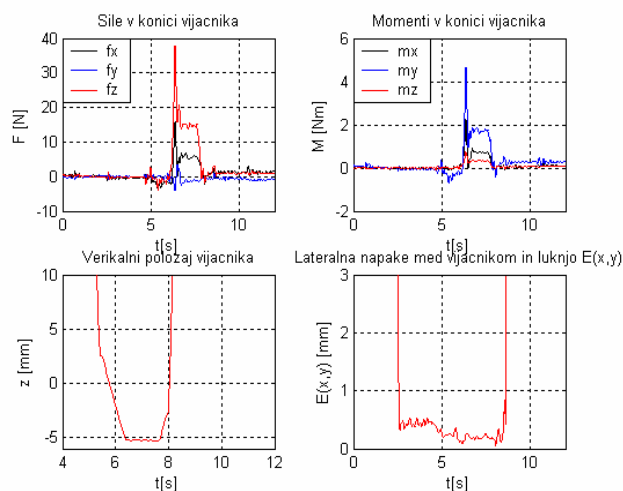 Sile v konici vijacnika
F [N]
40
30
20
10
0
-10
fx
fy
fz
0
5
10
t[s]
Momenti v konici vijacnika
M [Nm]
6
4
2
0
-2
mx
my
mz
0
5
10
t[s]
Verikalni polozaj vijacnika
z [mm]
10
5
0
-5
4
6
8
10
12
t[s]
Lateralna napake med vijacnikom in luknjo E(x,y)
E(x,y) [mm]
3
2
1
0
0
5
10
t[s]